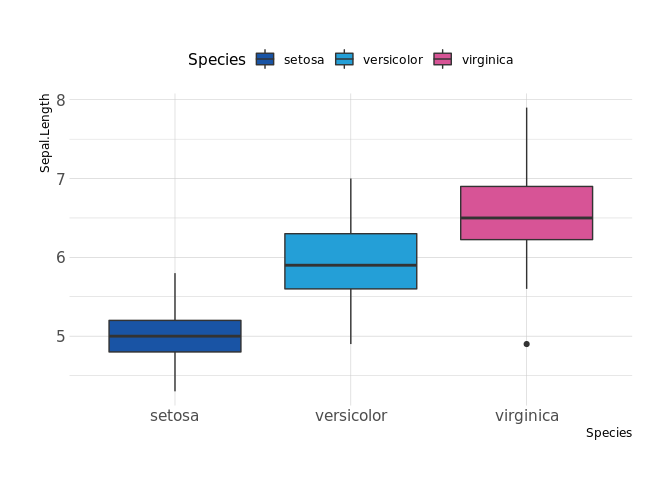 Species setosa versicolor virginica
Sepal.Length
8
7
6
5
setosa versicolor virginica
Species